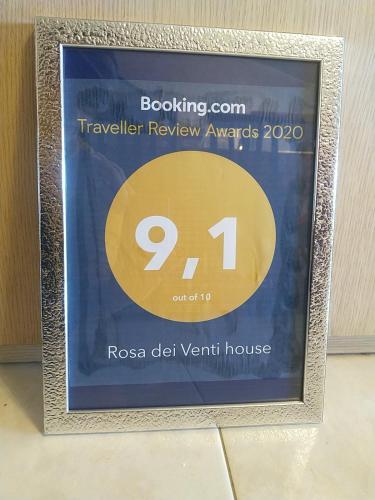 Booking.com
Traveller Review Awards 2020
9,1
out of 10
Rosa dei Venti house